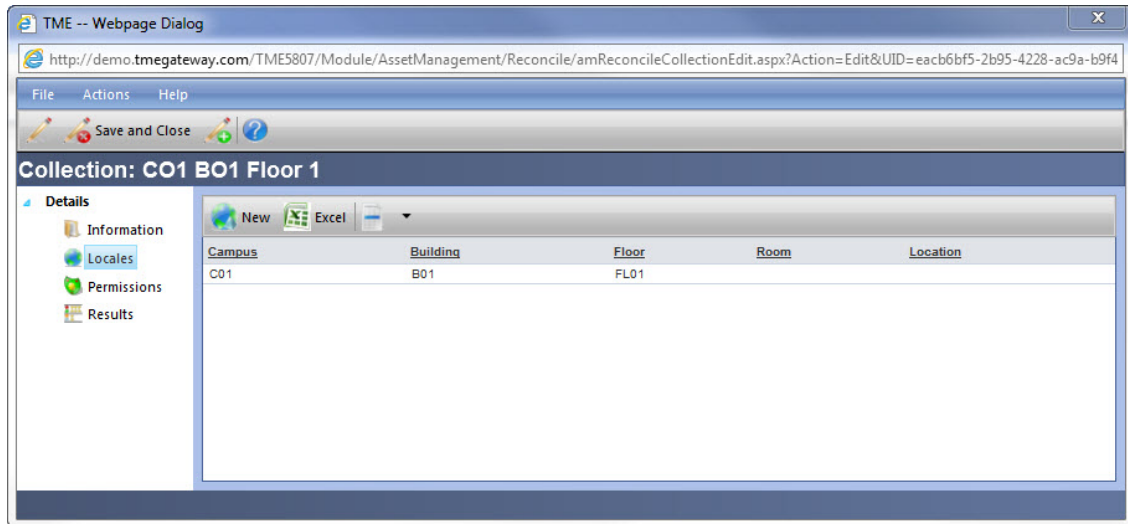 TME -- Webpage Dialog
http://demo.tmegateway.com/TME5807/Module/AssetManagement/Reconcile/amReconcileCollectionEdit.aspx?Action=Edit&UID=eacb6bf5-2b95-4228-ac9a-b9f4
File Actions Help
Save and Close
Collection: CO1 BO1 Floor 1
Details
Information
Locales
Permissions
Results
New Excel
Campus Building Floor Room Location
C01 B01 FL01